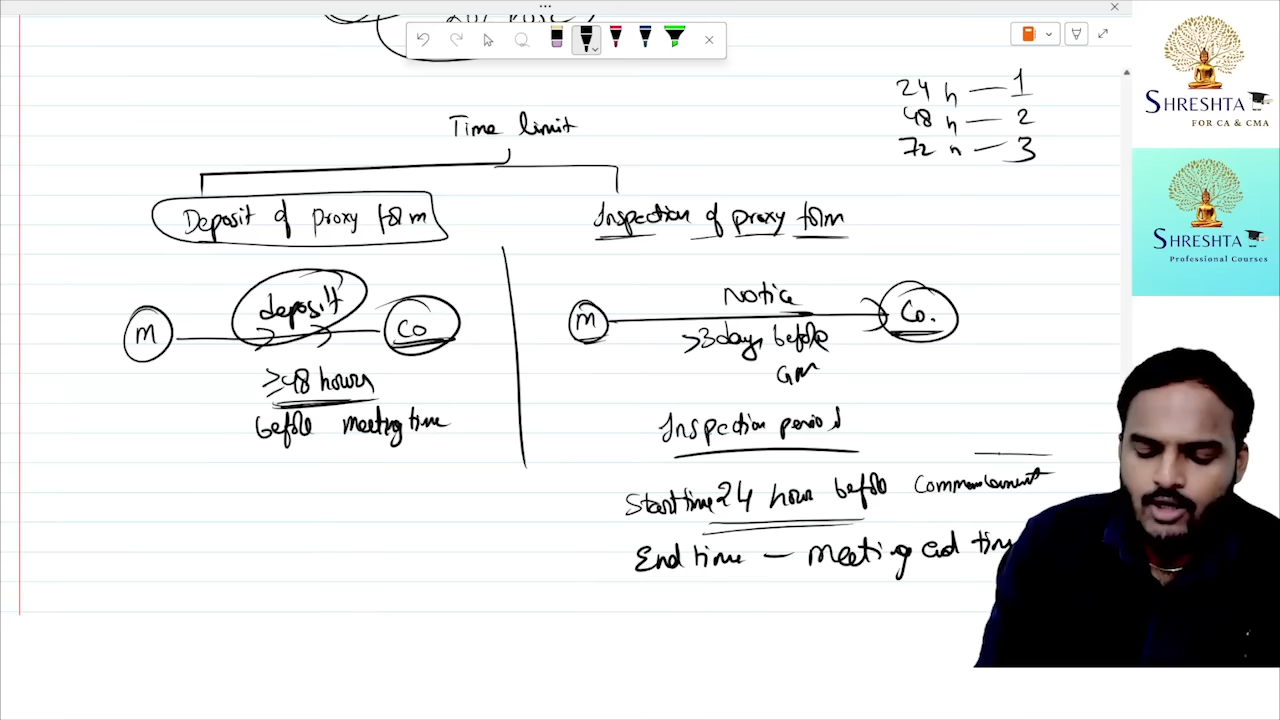 24 h — 1
48 h — 2
72 h — 3
Time limit
Deposit of proxy form
Inspection of proxy form
M deposit Co
≥48 hours
before meeting time
M Notice Co.
>3 days before
GM
Inspection period
Start time 24 hour before Commencement
End time — meeting end time
SHRESHTA
FOR CA & CMA
SHRESHTA
Professional Courses